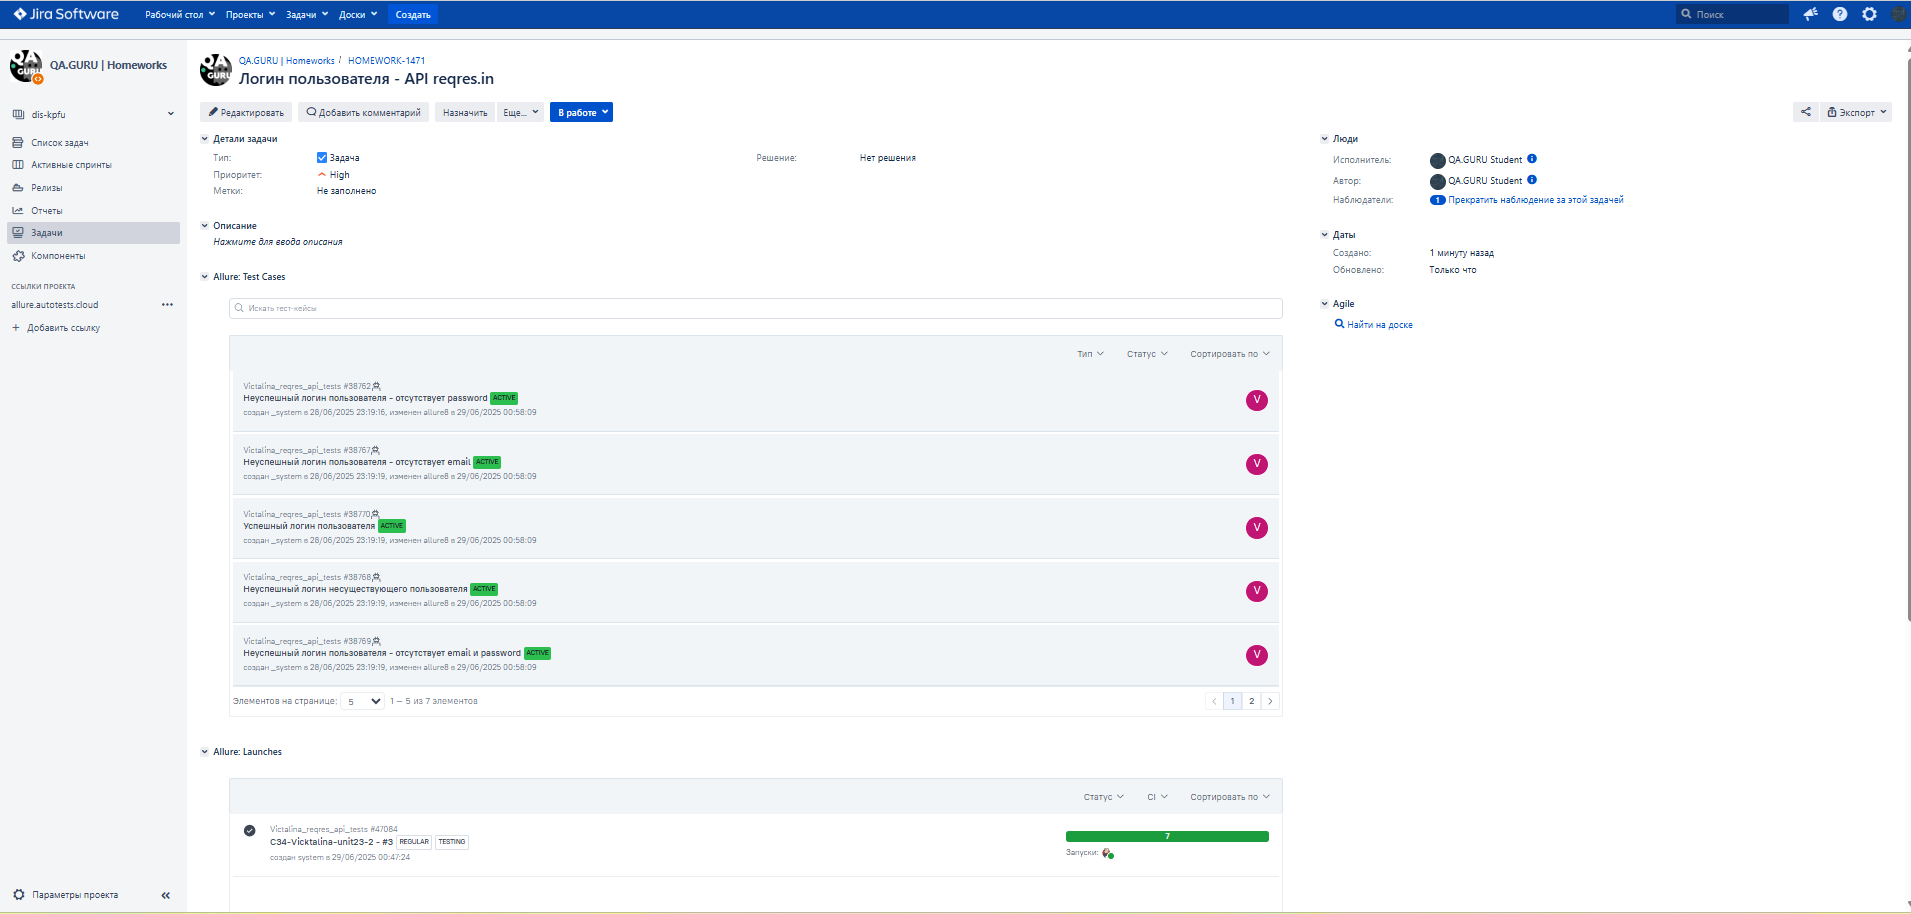 Jira Software
Рабочий стол
Проекты
Задачи
Доски
Создать
Поиск
QA GURU
QA.GURU | Homeworks
dis-kpfu
Список задач
Активные спринты
Релизы
Отчеты
Задачи
Компоненты
ССЫЛКИ ПРОЕКТА
allure.autotests.cloud
+ Добавить ссылку
Параметры проекта
QA GURU
QA.GURU | Homeworks / HOMEWORK-1471
Логин пользователя - API reqres.in
Редактировать
Добавить комментарий
Назначить
Еще...
В работе
Экспорт
Детали задачи
Тип: Задача
Решение: Нет решения
Приоритет: High
Метки: Не заполнено
Описание
Нажмите для ввода описания
Allure: Test Cases
Искать тест-кейсы
Тип Статус Сортировать по
Victalina_reqres_api_tests #38762
Неуспешный логин пользователя - отсутствует password ACTIVE
создан _system в 28/06/2025 23:19:16, изменен allure8 в 29/06/2025 00:58:09
V
Victalina_reqres_api_tests #38767
Неуспешный логин пользователя - отсутствует email ACTIVE
создан _system в 28/06/2025 23:19:19, изменен allure8 в 29/06/2025 00:58:09
V
Victalina_reqres_api_tests #38770
Успешный логин пользователя ACTIVE
создан _system в 28/06/2025 23:19:19, изменен allure8 в 29/06/2025 00:58:09
V
Victalina_reqres_api_tests #38768
Неуспешный логин несуществующего пользователя ACTIVE
создан _system в 28/06/2025 23:19:19, изменен allure8 в 29/06/2025 00:58:09
V
Victalina_reqres_api_tests #38769
Неуспешный логин пользователя - отсутствует email и password ACTIVE
создан _system в 28/06/2025 23:19:19, изменен allure8 в 29/06/2025 00:58:09
V
Элементов на странице: 5 1 – 5 из 7 элементов
1 2
Allure: Launches
Статус CI Сортировать по
Victalina_reqres_api_tests #47084
C34-Vicktalina-unit23-2 - #3 REGULAR TESTING
создан system в 29/06/2025 00:47:24
7
Запуски:
Люди
Исполнитель: QA.GURU Student
Автор: QA.GURU Student
Наблюдатели: 1 Прекратить наблюдение за этой задачей
Даты
Создано: 1 минуту назад
Обновлено: Только что
Agile
Найти на доске